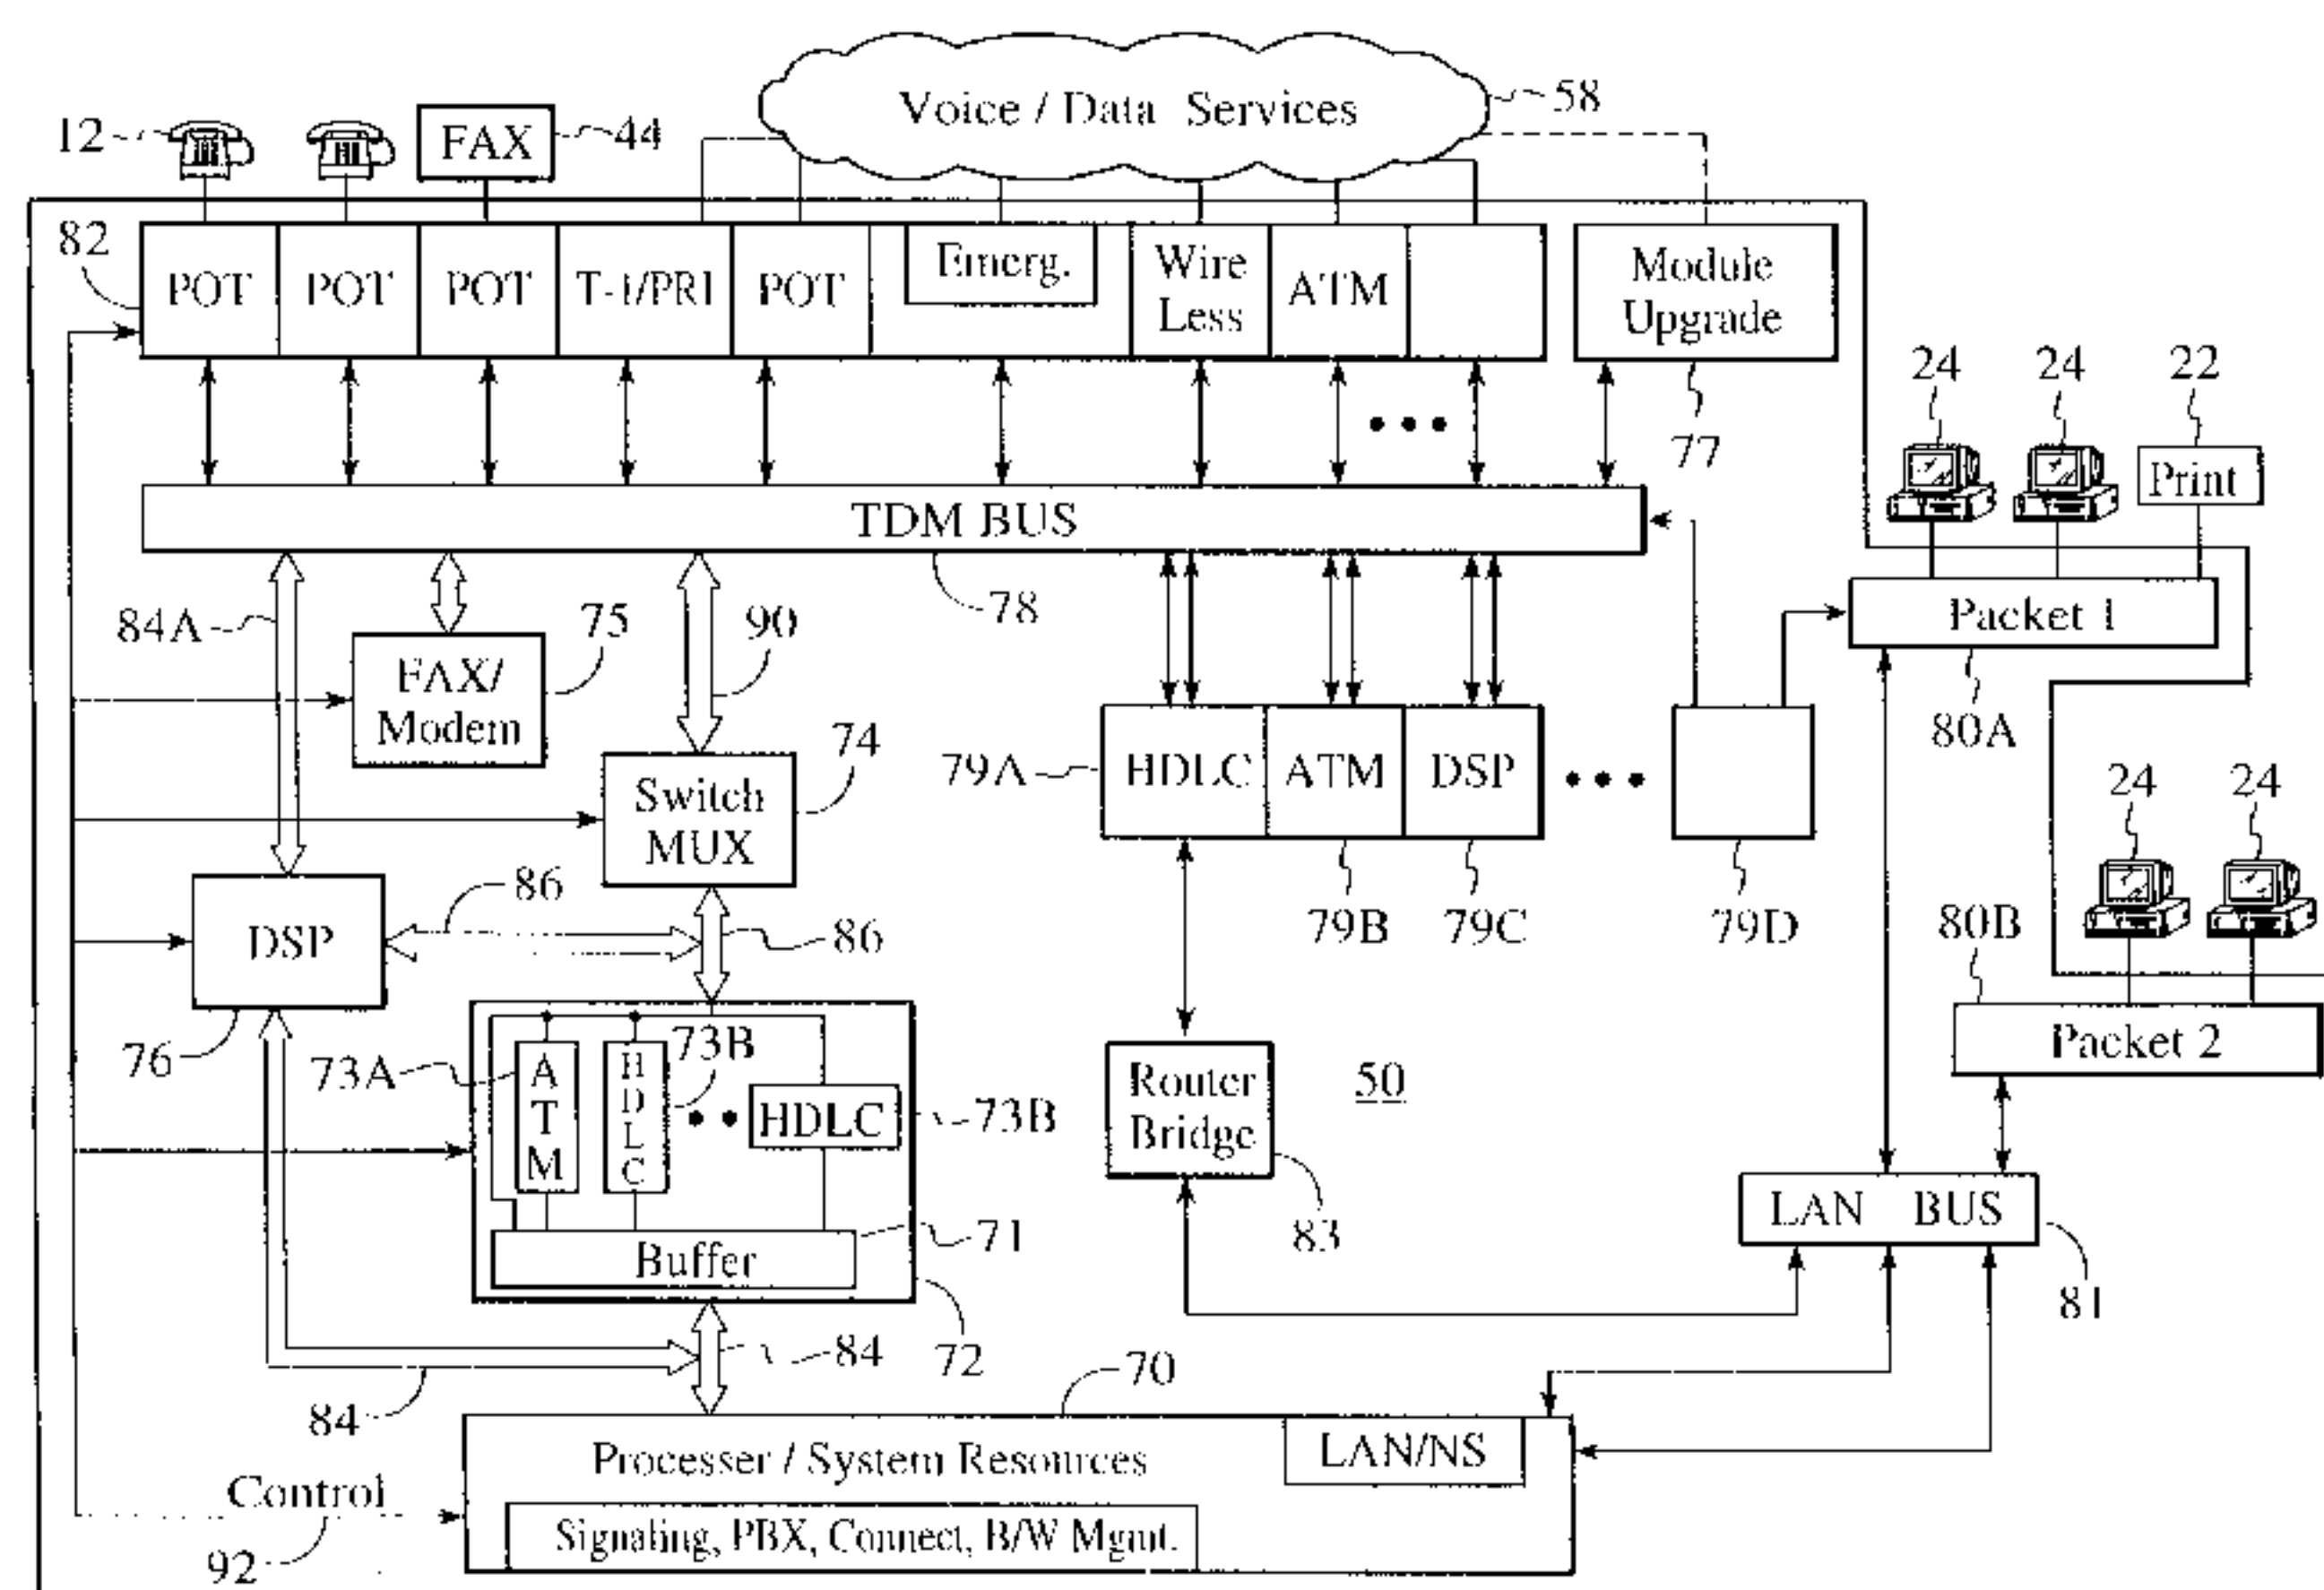 Voice / Data Services
58
12
FAX
44
82
POT
POT
POT
T-1/PRI
POT
Emerg.
Wire
Less
ATM
Module
Upgrade
77
24
24
22
Print
TDM BUS
78
Packet 1
80A
84A
FAX/
Modem
75
90
Switch
MUX
74
79A
HDLC
ATM
DSP
79B
79C
79D
24
24
80B
Packet 2
DSP
76
86
86
73A
ATM
HDLC
73B
HDLC
73B
Buffer
71
72
Router
Bridge
83
50
LAN BUS
81
84
84
70
Processer / System Resources
LAN/NS
Signaling, PBX, Connect, B/W Mgmt.
Control
92